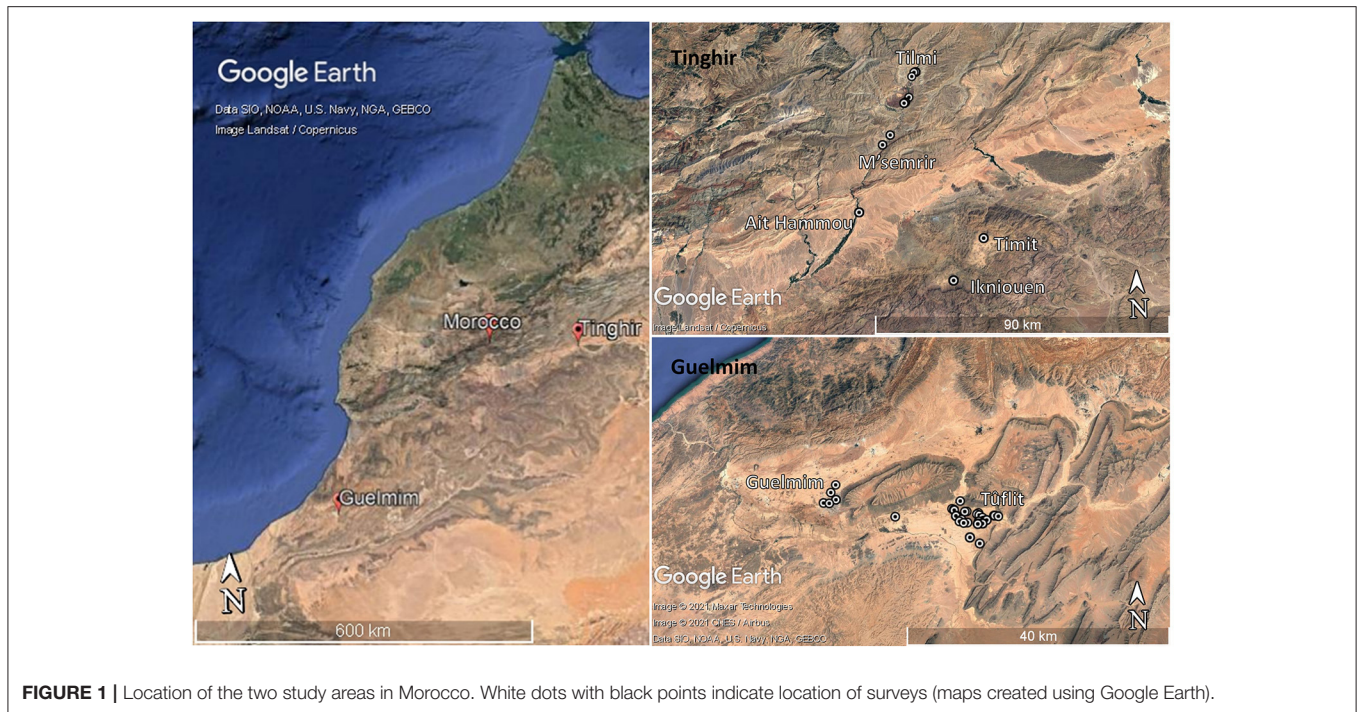 Google Earth
Data SIO, NOAA, U.S. Navy, NGA, GEBCO
Image Landsat / Copernicus
Morocco
Tinghir
Guelmim
N
600 km
Tinghir
Tilmi
M'semrir
Ait Hammou
Timit
Ikniouen
Google Earth
Image Landsat / Copernicus
N
90 km
Guelmim
Guelmim
Tûflit
Google Earth
Image © 2021 Maxar Technologies
Image © 2021 CNES / Airbus
Data SIO, NOAA, U.S. Navy, NGA, GEBCO
N
40 km
FIGURE 1 | Location of the two study areas in Morocco. White dots with black points indicate location of surveys (maps created using Google Earth).